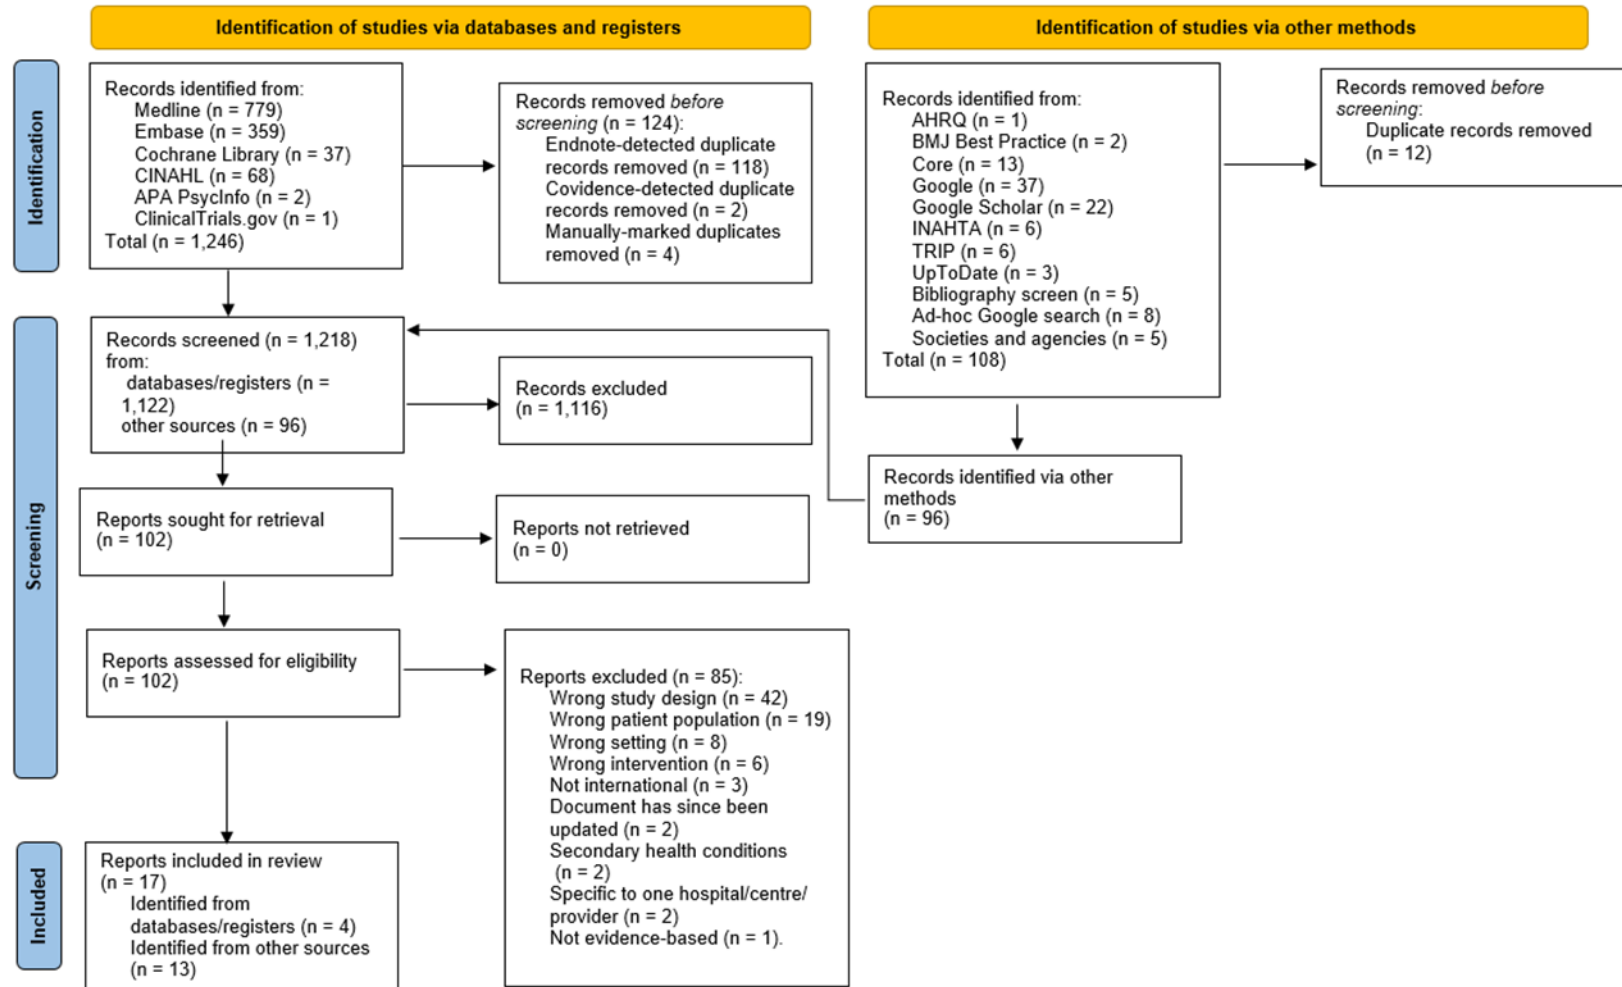 Identification of studies via databases and registers
Identification of studies via other methods
Identification
Records identified from:
Medline (n = 779)
Embase (n = 359)
Cochrane Library (n = 37)
CINAHL (n = 68)
APA PsycInfo (n = 2)
ClinicalTrials.gov (n = 1)
Total (n = 1,246)
Records removed before
screening (n = 124):
Endnote-detected duplicate
records removed (n = 118)
Covidence-detected duplicate
records removed (n = 2)
Manually-marked duplicates
removed (n = 4)
Records identified from:
AHRQ (n = 1)
BMJ Best Practice (n = 2)
Core (n = 13)
Google (n = 37)
Google Scholar (n = 22)
INAHTA (n = 6)
TRIP (n = 6)
UpToDate (n = 3)
Bibliography screen (n = 5)
Ad-hoc Google search (n = 8)
Societies and agencies (n = 5)
Total (n = 108)
Records removed before
screening:
Duplicate records removed
(n = 12)
Screening
Records screened (n = 1,218)
from:
databases/registers (n =
1,122)
other sources (n = 96)
Records excluded
(n = 1,116)
Records identified via other
methods
(n = 96)
Reports sought for retrieval
(n = 102)
Reports not retrieved
(n = 0)
Reports assessed for eligibility
(n = 102)
Reports excluded (n = 85):
Wrong study design (n = 42)
Wrong patient population (n = 19)
Wrong setting (n = 8)
Wrong intervention (n = 6)
Not international (n = 3)
Document has since been
updated (n = 2)
Secondary health conditions
(n = 2)
Specific to one hospital/centre/
provider (n = 2)
Not evidence-based (n = 1).
Included
Reports included in review
(n = 17)
Identified from
databases/registers (n = 4)
Identified from other sources
(n = 13)